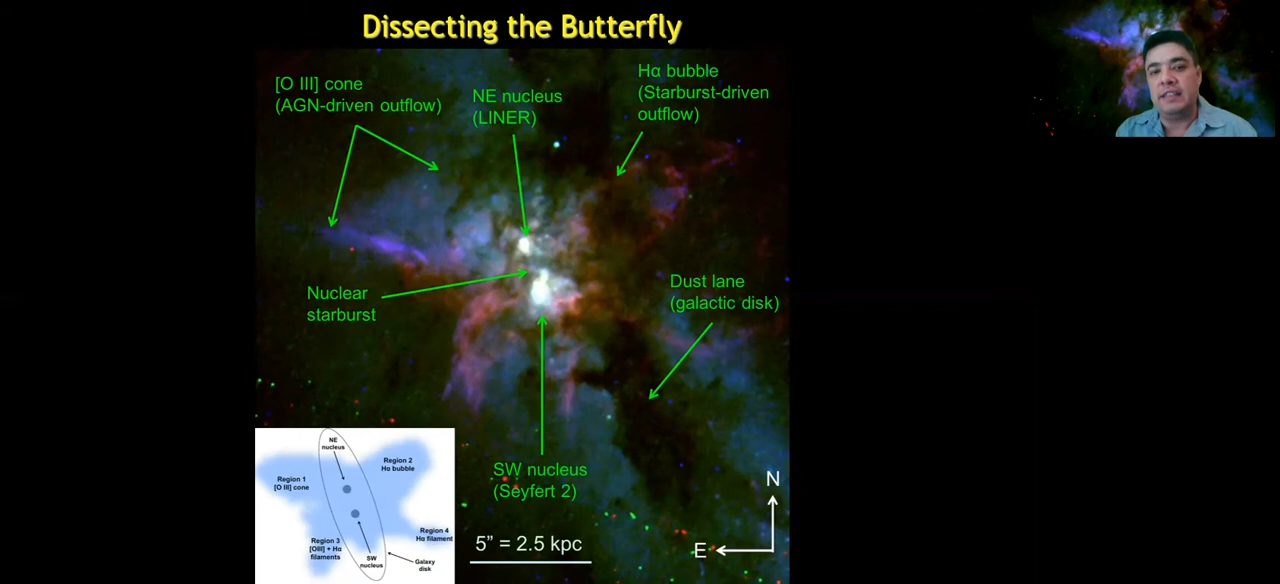 Dissecting the Butterfly
[O III] cone
(AGN-driven outflow)
NE nucleus
(LINER)
Hα bubble
(Starburst-driven
outflow)
Nuclear
starburst
Dust lane
(galactic disk)
SW nucleus
(Seyfert 2)
5” = 2.5 kpc
N
E
NE
nucleus
Region 2
Hα bubble
Region 1
[O III] cone
Region 3
[OIII] + Hα
filaments
SW
nucleus
Region 4
Hα filament
Galaxy
disk